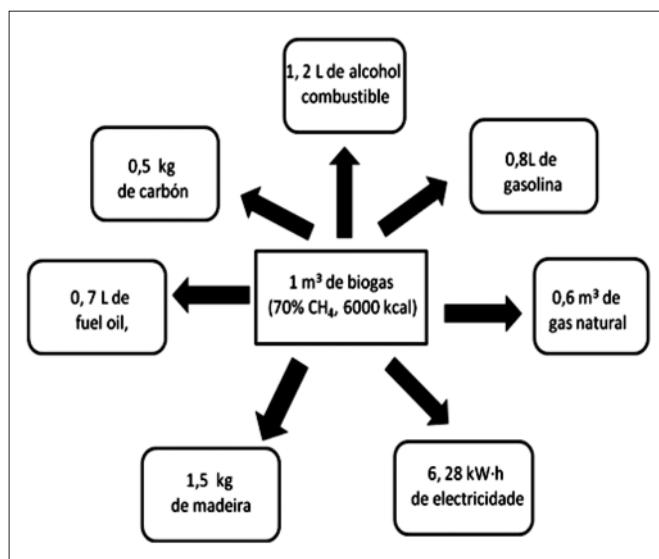 1, 2 L de alcohol
combustible
0,5 kg
de carbón
0,8L de
gasolina
0, 7 L de
fuel oil,
1 m³ de biogas
(70% CH₄, 6000 kcal)
0,6 m³ de
gas natural
1,5 kg
de madeira
6, 28 kW·h
de electricidade